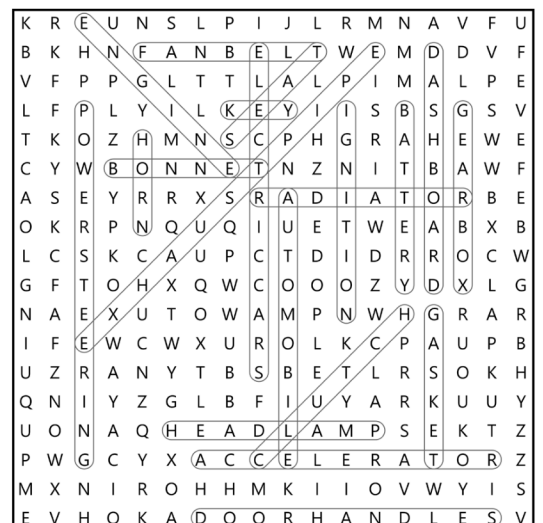 K R E U N S L P I J L R M N A V F U
B K H N F A N B E L T W E M D D V F
V F P P G L T T L A L P I M A L P E
L F P L Y I L K E Y I I S B S G S V
T K O Z H M N S C P H G R A H E W E
C Y W B O N N E T N Z N I T B A W F
A S E Y R R X S R A D I A T O R B E
O K R P N Q U Q I U E T W E A B X B
L C S K C A U P C T D I D R R O C W
G F T O H X Q W C O O O Z Y D X L G
N A E X U T O W A M P N W H G R A R
I F E W C W X U R O L K C P A U P B
U Z R A N Y T B S B E T L R S O K H
Q N I Y Z G L B F I U Y A R K U U Y
U O N A Q H E A D L A M P S E K T Z
P W G C Y X A C C E L E R A T O R Z
M X N I R O H H M K I I O V W Y I S
E V H O K A D O O R H A N D L E S V